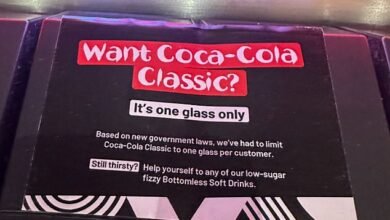 Want Coca-Cola
Classic?
It's one glass only
Based on new government laws, we've had to limit
Coca-Cola Classic to one glass per customer.
Still thirsty? Help yourself to any of our low-sugar
fizzy Bottomless Soft Drinks.